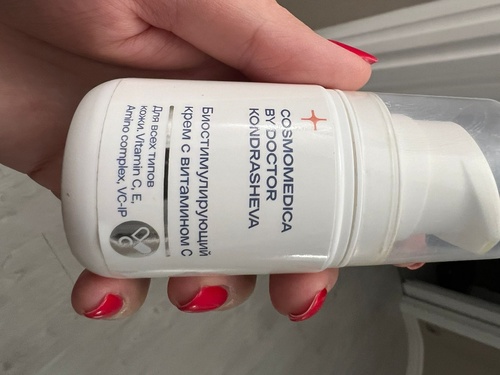 COSMOMEDICA
BY DOCTOR
KONDRASHEVA
Биостимулирующий
крем с витамином С
Для всех типов
кожи. Vitamin C, E,
Amino complex, VC-IP